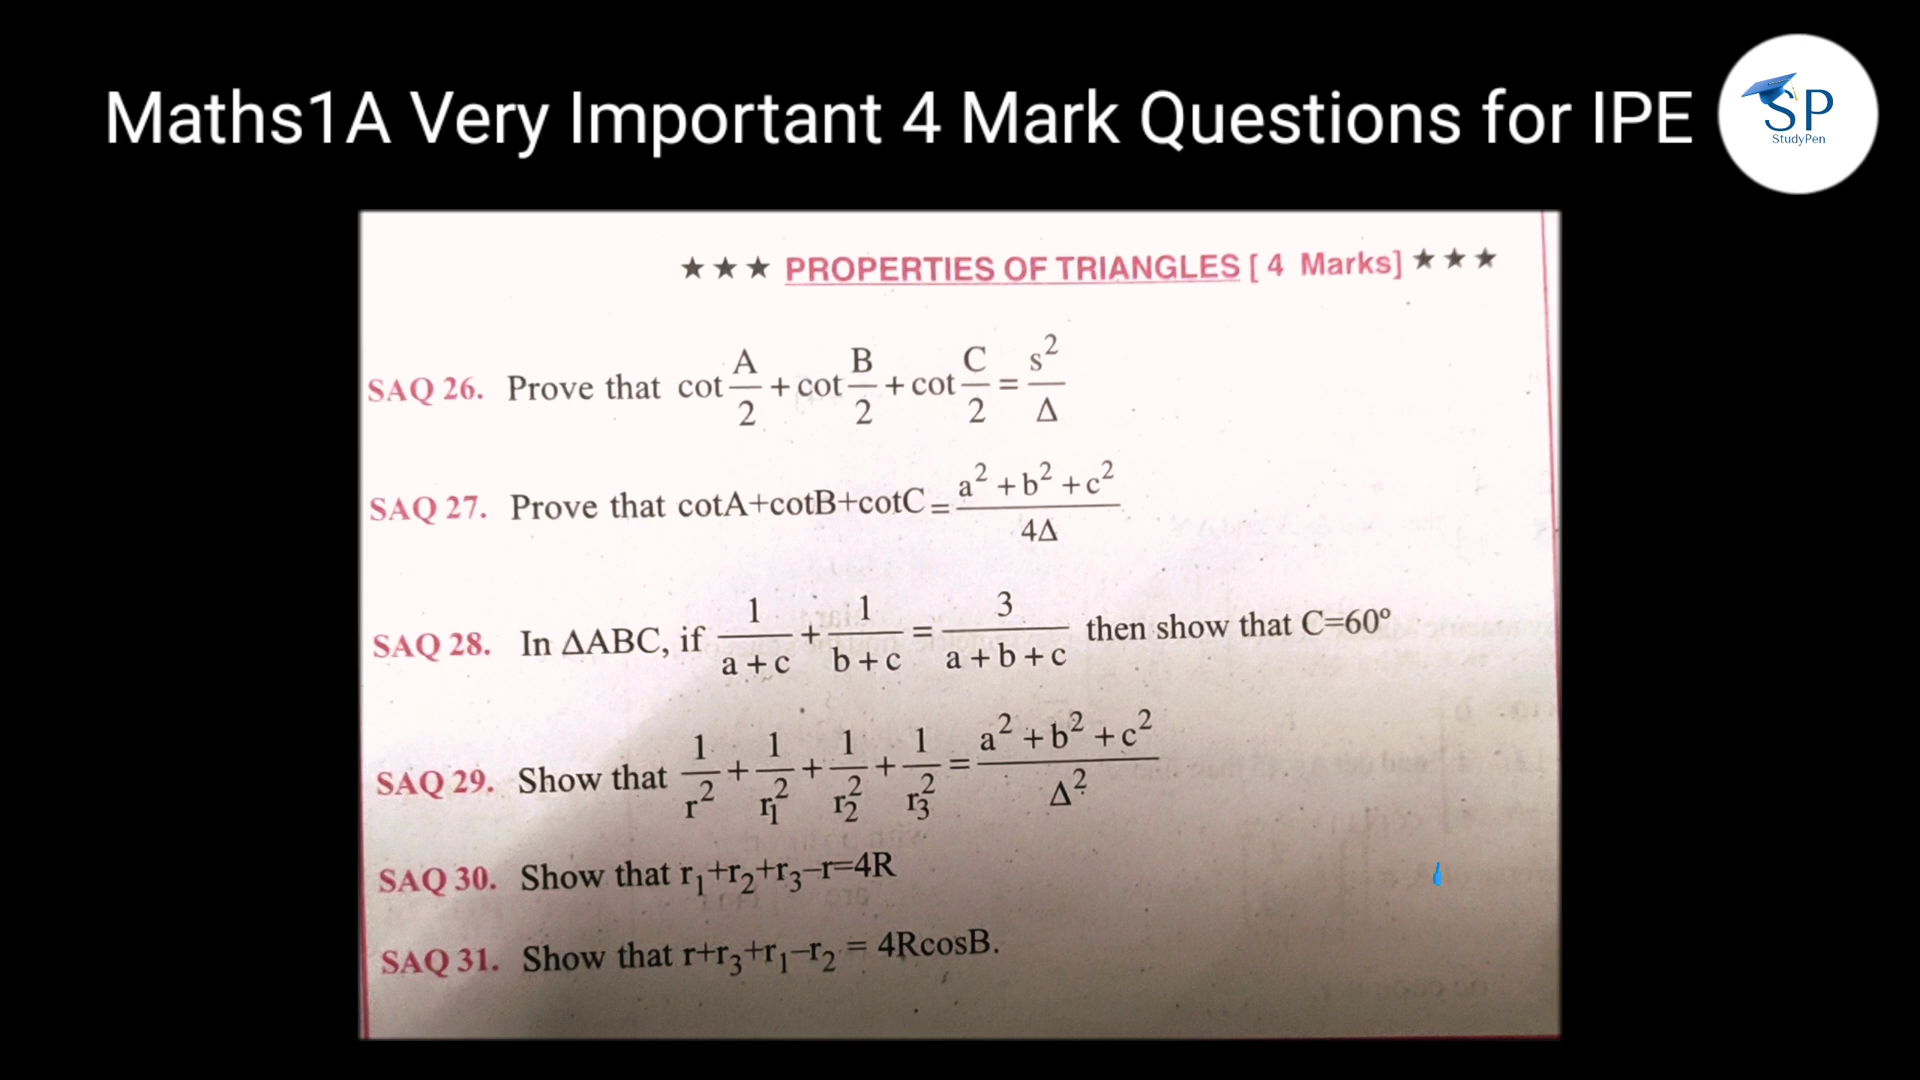 Maths1A Very Important 4 Mark Questions for IPE
SP
StudyPen
★★★ PROPERTIES OF TRIANGLES [ 4 Marks] ★★★
SAQ 26. Prove that cot A/2 + cot B/2 + cot C/2 = s²/Δ
SAQ 27. Prove that cotA+cotB+cotC = (a² + b² + c²)/4Δ
SAQ 28. In ΔABC, if 1/(a + c) + 1/(b + c) = 3/(a + b + c) then show that C=60º
SAQ 29. Show that 1/r² + 1/r₁² + 1/r₂² + 1/r₃² = (a² + b² + c²)/Δ²
SAQ 30. Show that r₁+r₂+r₃–r=4R
SAQ 31. Show that r+r₃+r₁–r₂ = 4RcosB.